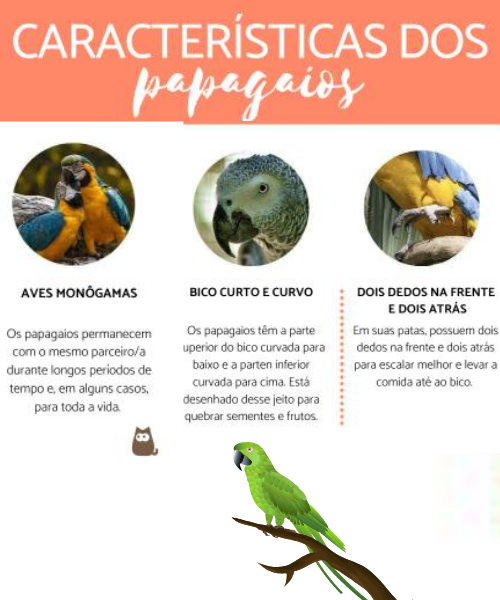 CARACTERÍSTICAS DOS
papagaios
AVES MONÔGAMAS
Os papagaios permanecem
com o mesmo parceiro/a
durante longos periodos de
tempo e, em alguns casos,
para toda a vida.
BICO CURTO E CURVO
Os papagaios têm a parte
uperior do bico curvada para
baixo e a parten inferior
curvada para cima. Está
desenhado desse jeito para
quebrar sementes e frutos.
DOIS DEDOS NA FRENTE
E DOIS ATRÁS
Em suas patas, possuem dois
dedos na frente e dois atrás
para escalar melhor e levar a
comida até ao bico.